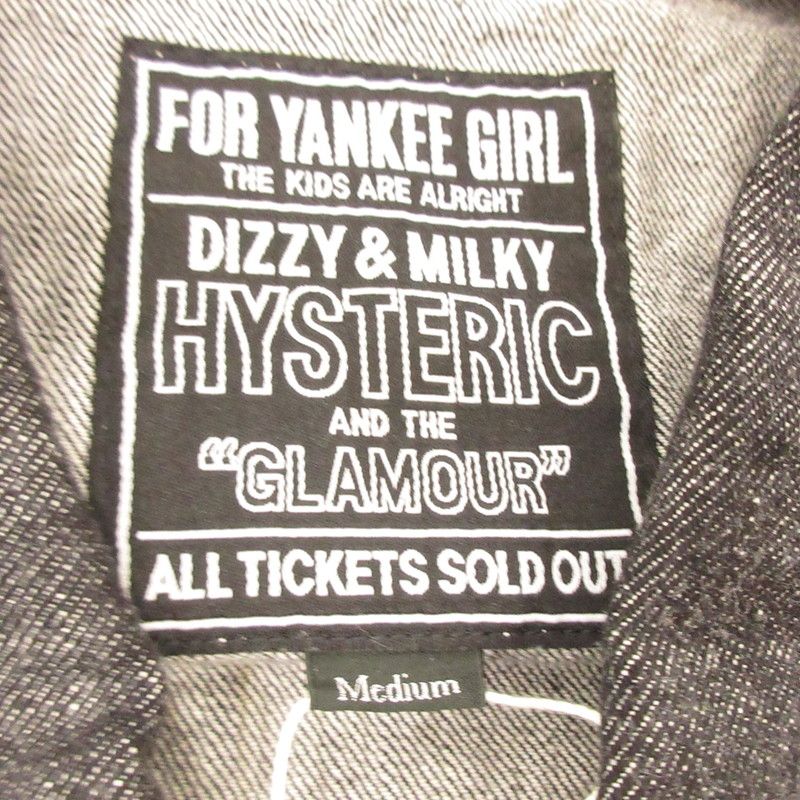 FOR YANKEE GIRL
THE KIDS ARE ALRIGHT
DIZZY & MILKY
HYSTERIC
AND THE
“GLAMOUR”
ALL TICKETS SOLD OUT
Medium